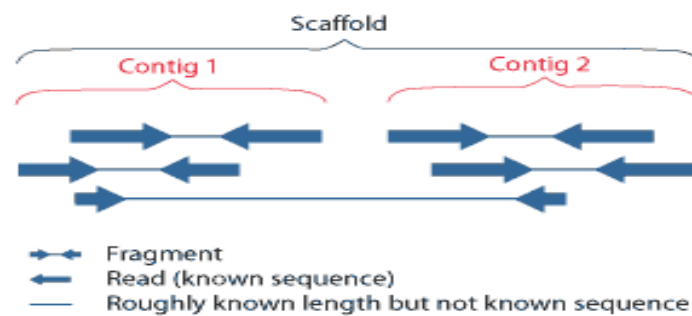 Scaffold
Contig 1
Contig 2
Fragment
Read (known sequence)
Roughly known length but not known sequence